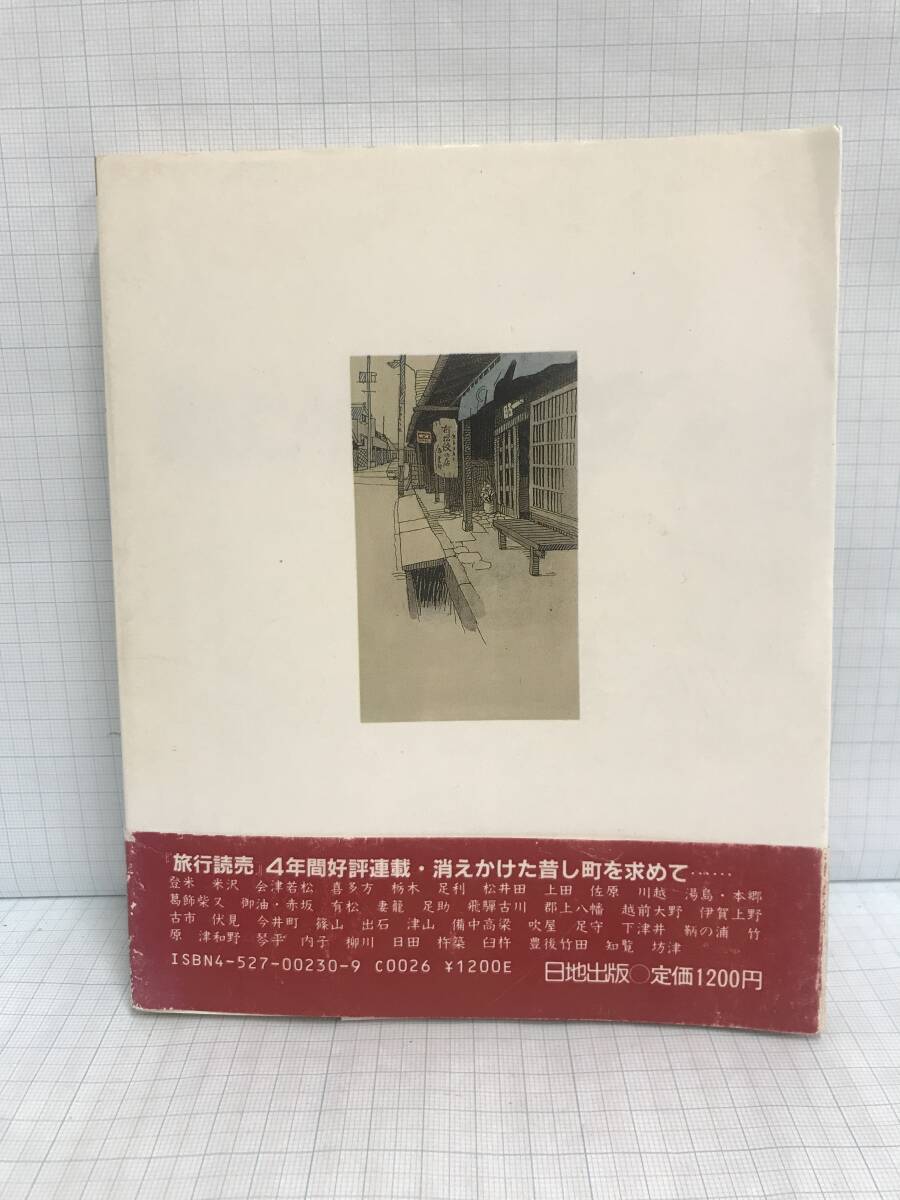 有松絞の店
『旅行読売』4年間好評連載・消えかけた昔し町を求めて……
登米 米沢 会津若松 喜多方 栃木 足利 松井田 上田 佐原 川越 湯島・本郷
葛飾柴又 御油・赤坂 有松 妻籠 足助 飛騨古川 郡上八幡 越前大野 伊賀上野
古市 伏見 今井町 篠山 出石 津山 備中高梁 吹屋 足守 下津井 鞆の浦 竹
原 津和野 琴平 内子 柳川 日田 杵築 臼杵 豊後竹田 知覧 坊津
ISBN4-527-00230-9 C0026 ¥1200E 日地出版○定価1200円